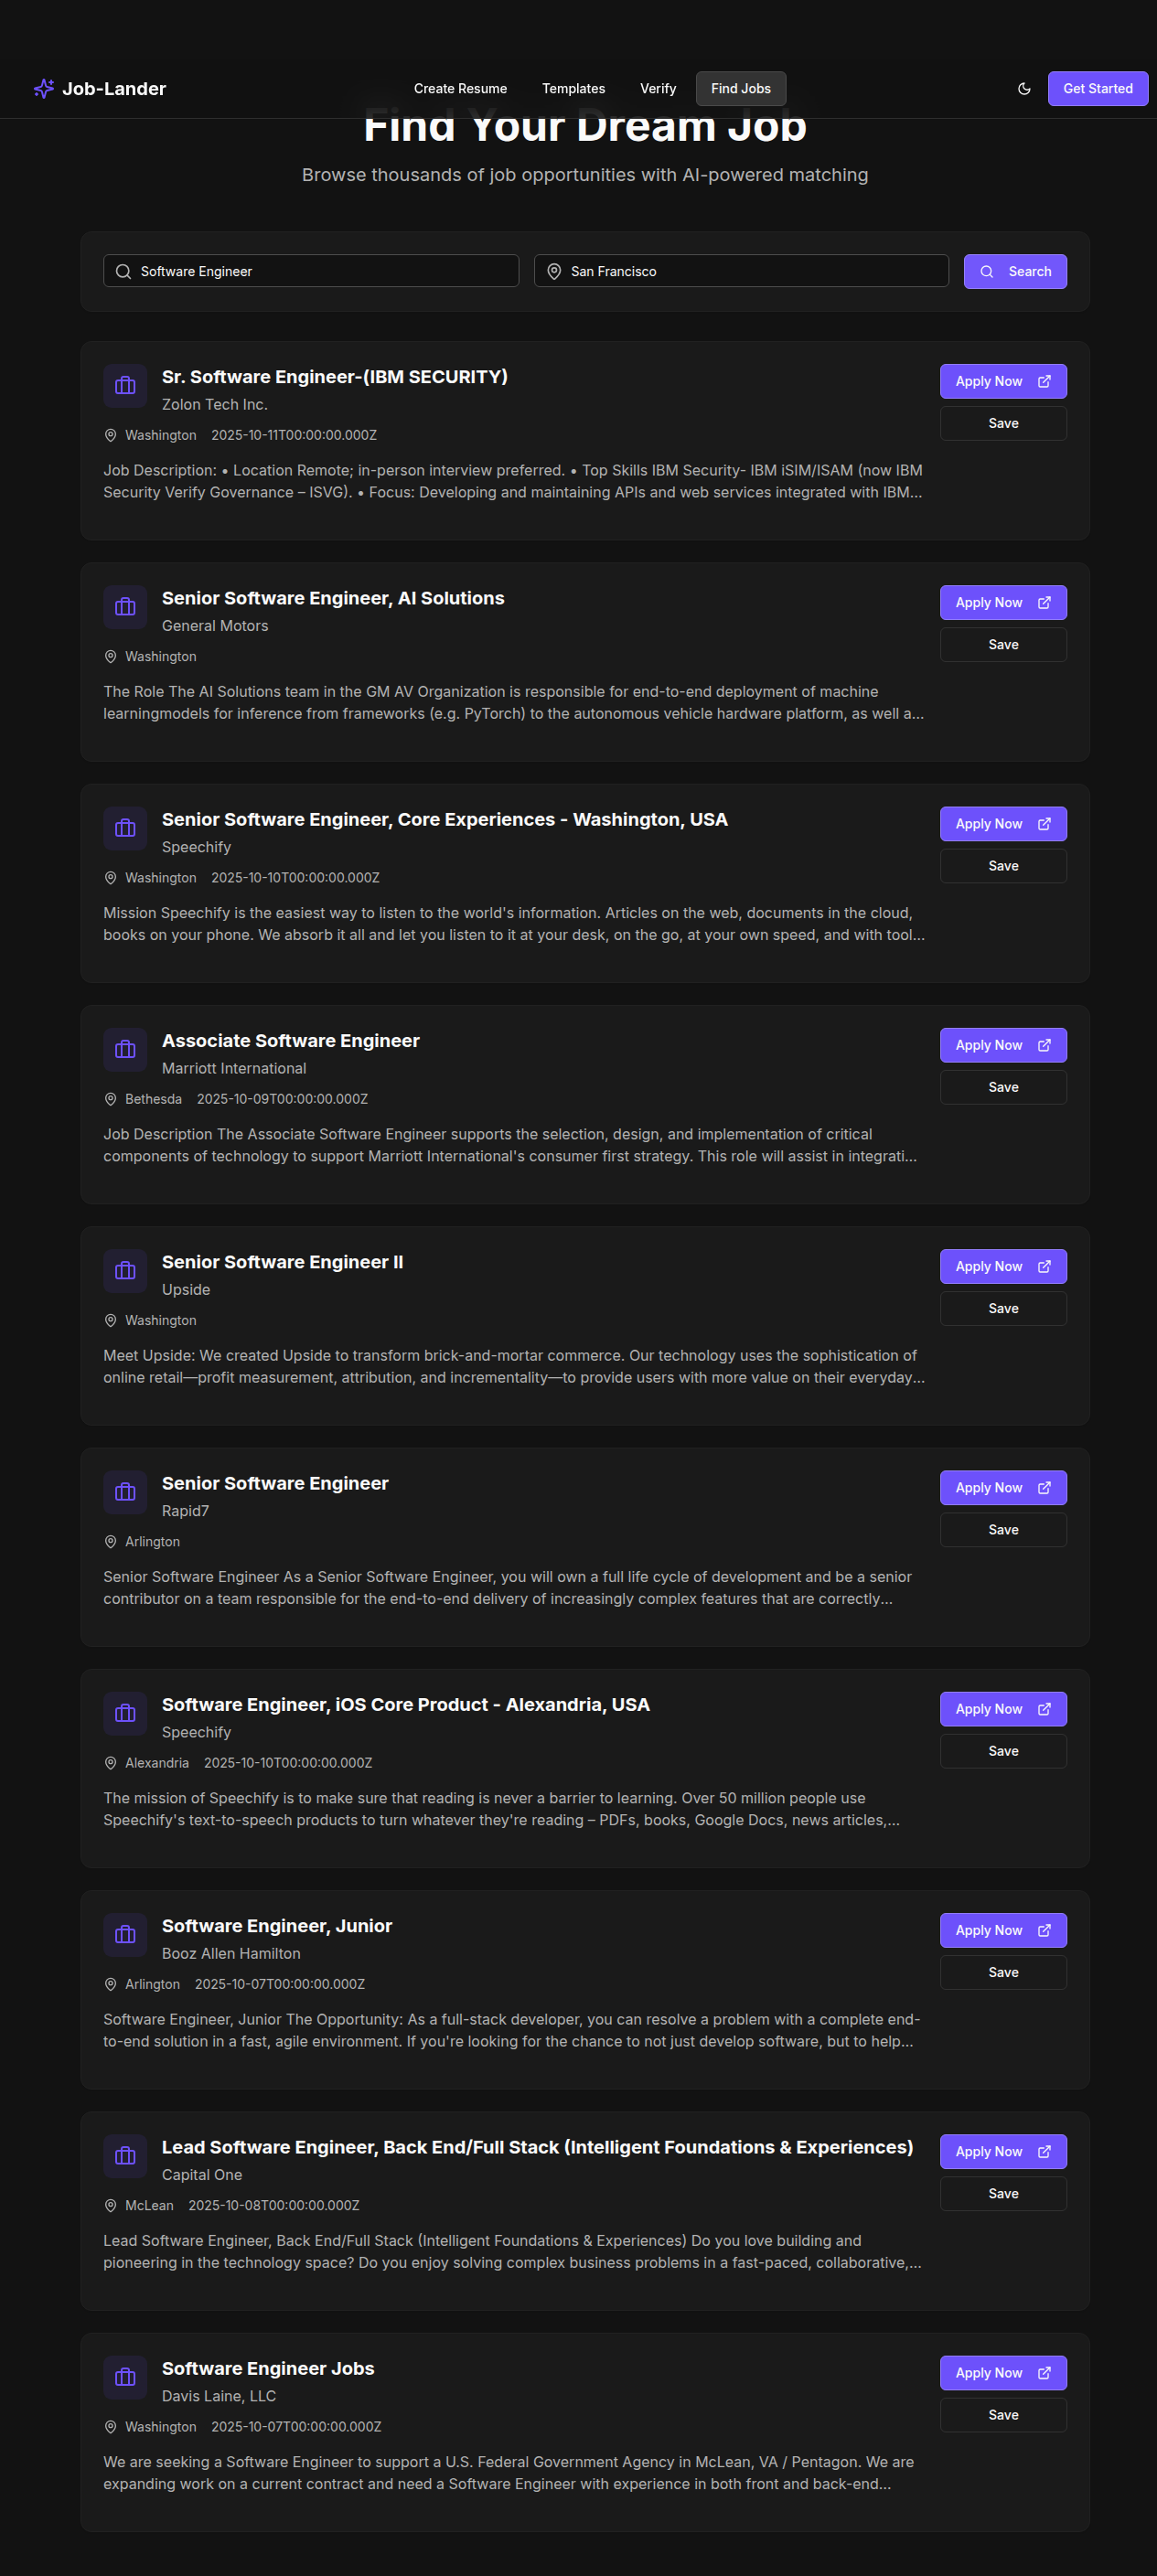 Job-Lander
Create Resume
Templates
Verify
Find Jobs
Get Started
Find Your Dream Job
Browse thousands of job opportunities with AI-powered matching
Software Engineer
San Francisco
Search
Sr. Software Engineer-(IBM SECURITY)
Zolon Tech Inc.
Washington 2025-10-11T00:00:00.000Z
Job Description: • Location Remote; in-person interview preferred. • Top Skills IBM Security- IBM iSIM/ISAM (now IBM
Security Verify Governance – ISVG). • Focus: Developing and maintaining APIs and web services integrated with IBM...
Apply Now
Save
Senior Software Engineer, AI Solutions
General Motors
Washington
The Role The AI Solutions team in the GM AV Organization is responsible for end-to-end deployment of machine
learningmodels for inference from frameworks (e.g. PyTorch) to the autonomous vehicle hardware platform, as well a...
Apply Now
Save
Senior Software Engineer, Core Experiences - Washington, USA
Speechify
Washington 2025-10-10T00:00:00.000Z
Mission Speechify is the easiest way to listen to the world's information. Articles on the web, documents in the cloud,
books on your phone. We absorb it all and let you listen to it at your desk, on the go, at your own speed, and with tool...
Apply Now
Save
Associate Software Engineer
Marriott International
Bethesda 2025-10-09T00:00:00.000Z
Job Description The Associate Software Engineer supports the selection, design, and implementation of critical
components of technology to support Marriott International's consumer first strategy. This role will assist in integrati...
Apply Now
Save
Senior Software Engineer II
Upside
Washington
Meet Upside: We created Upside to transform brick-and-mortar commerce. Our technology uses the sophistication of
online retail—profit measurement, attribution, and incrementality—to provide users with more value on their everyday...
Apply Now
Save
Senior Software Engineer
Rapid7
Arlington
Senior Software Engineer As a Senior Software Engineer, you will own a full life cycle of development and be a senior
contributor on a team responsible for the end-to-end delivery of increasingly complex features that are correctly...
Apply Now
Save
Software Engineer, iOS Core Product - Alexandria, USA
Speechify
Alexandria 2025-10-10T00:00:00.000Z
The mission of Speechify is to make sure that reading is never a barrier to learning. Over 50 million people use
Speechify's text-to-speech products to turn whatever they're reading – PDFs, books, Google Docs, news articles,...
Apply Now
Save
Software Engineer, Junior
Booz Allen Hamilton
Arlington 2025-10-07T00:00:00.000Z
Software Engineer, Junior The Opportunity: As a full-stack developer, you can resolve a problem with a complete end-
to-end solution in a fast, agile environment. If you're looking for the chance to not just develop software, but to help...
Apply Now
Save
Lead Software Engineer, Back End/Full Stack (Intelligent Foundations & Experiences)
Capital One
McLean 2025-10-08T00:00:00.000Z
Lead Software Engineer, Back End/Full Stack (Intelligent Foundations & Experiences) Do you love building and
pioneering in the technology space? Do you enjoy solving complex business problems in a fast-paced, collaborative,...
Apply Now
Save
Software Engineer Jobs
Davis Laine, LLC
Washington 2025-10-07T00:00:00.000Z
We are seeking a Software Engineer to support a U.S. Federal Government Agency in McLean, VA / Pentagon. We are
expanding work on a current contract and need a Software Engineer with experience in both front and back-end...
Apply Now
Save